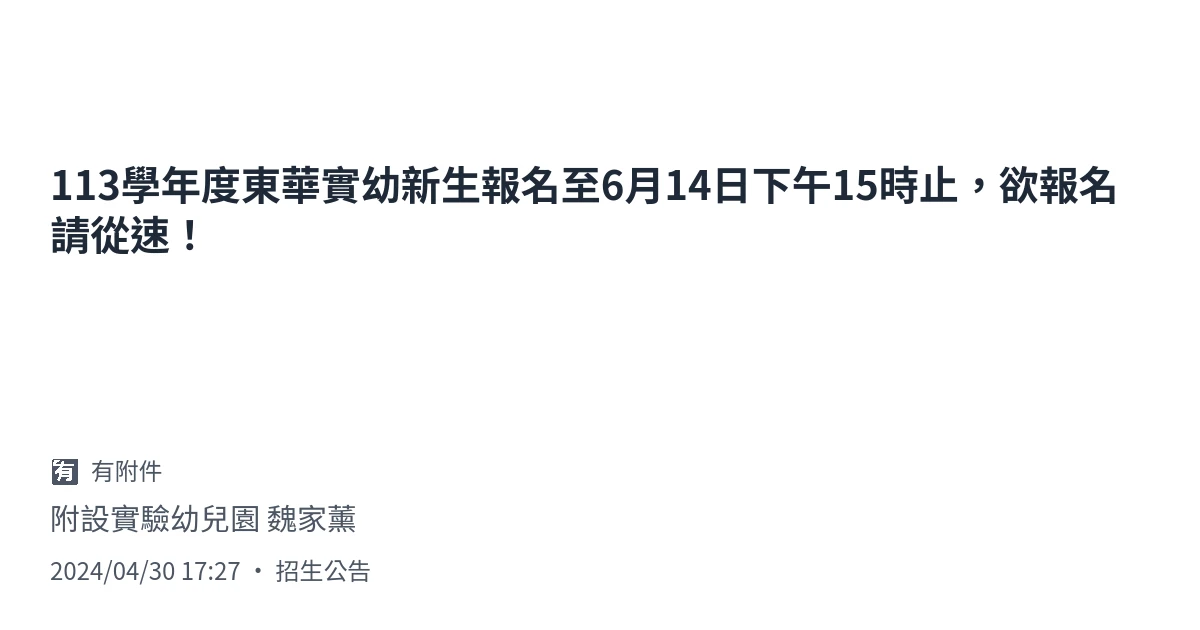 113學年度東華實幼新生報名至6月14日下午15時止，欲報名
請從速！
有 有附件
附設實驗幼兒園 魏家薰
2024/04/30 17:27 • 招生公告